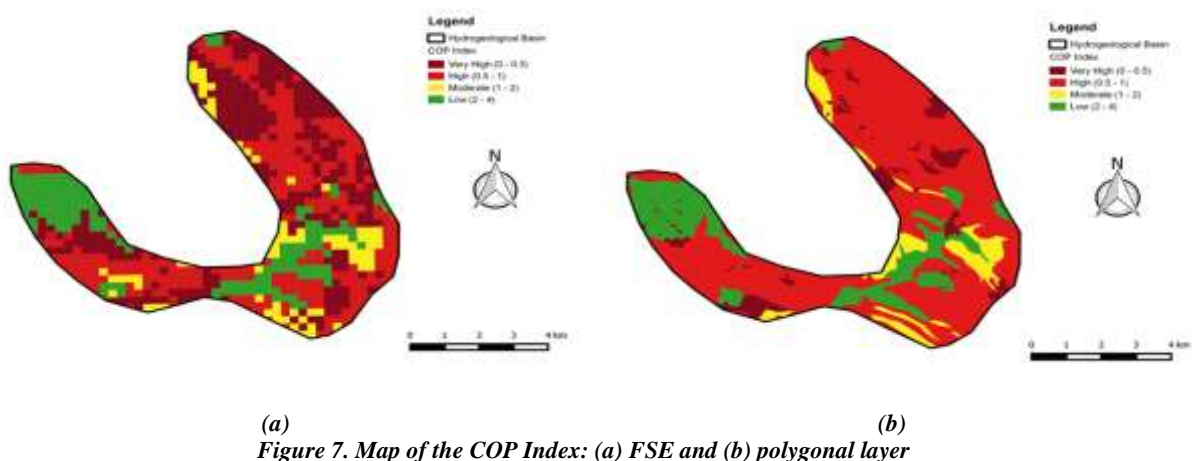 Legend
Hydrogeological Basin
COP Index
Very High (0 - 0.5)
High (0.5 - 1)
Moderate (1 - 2)
Low (2 - 4)
N
0 1 2 3 4 km
Legend
Hydrogeological Basin
COP Index
Very High (0 - 0.5)
High (0.5 - 1)
Moderate (1 - 2)
Low (2 - 4)
N
0 1 2 3 4 km
(a) (b)
Figure 7. Map of the COP Index: (a) FSE and (b) polygonal layer